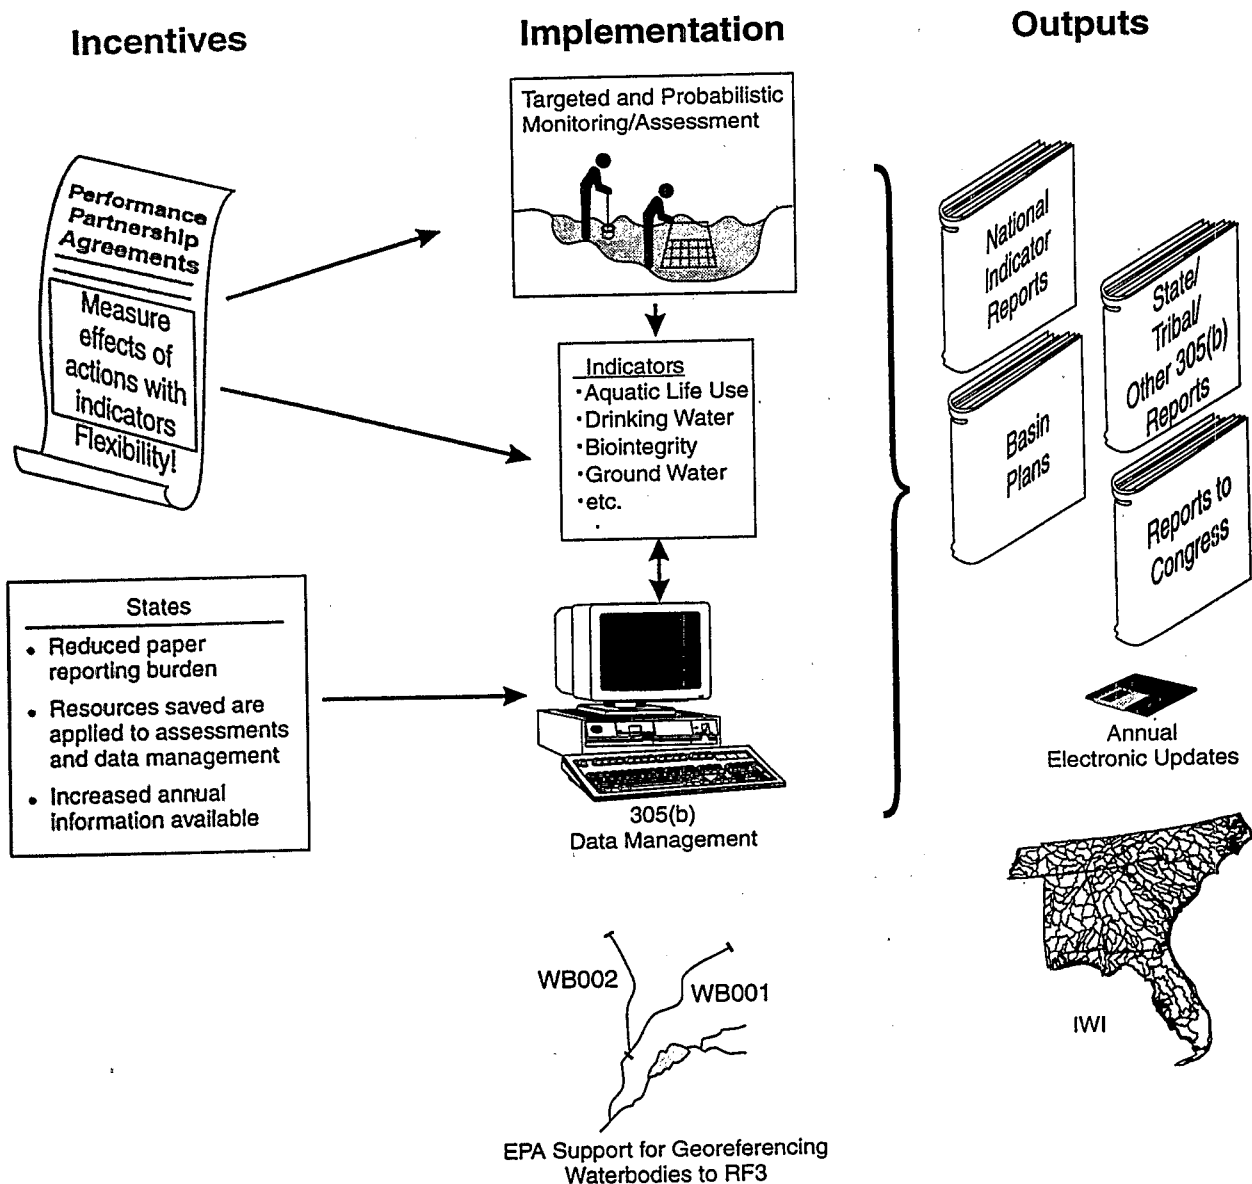 Incentives
Implementation
Outputs
Performance
Partnership
Agreements
Measure
effects of
actions with
indicators
Flexibility!
States
• Reduced paper
reporting burden
• Resources saved are
applied to assessments
and data management
• Increased annual
information available
Targeted and Probabilistic
Monitoring/Assessment
Indicators
•Aquatic Life Use
•Drinking Water
•Biointegrity
•Ground Water
•etc.
305(b)
Data Management
WB002
WB001
EPA Support for Georeferencing
Waterbodies to RF3
National
Indicator
Reports
State/
Tribal/
Other 305(b)
Reports
Basin
Plans
Reports to
Congress
Annual
Electronic Updates
IWI